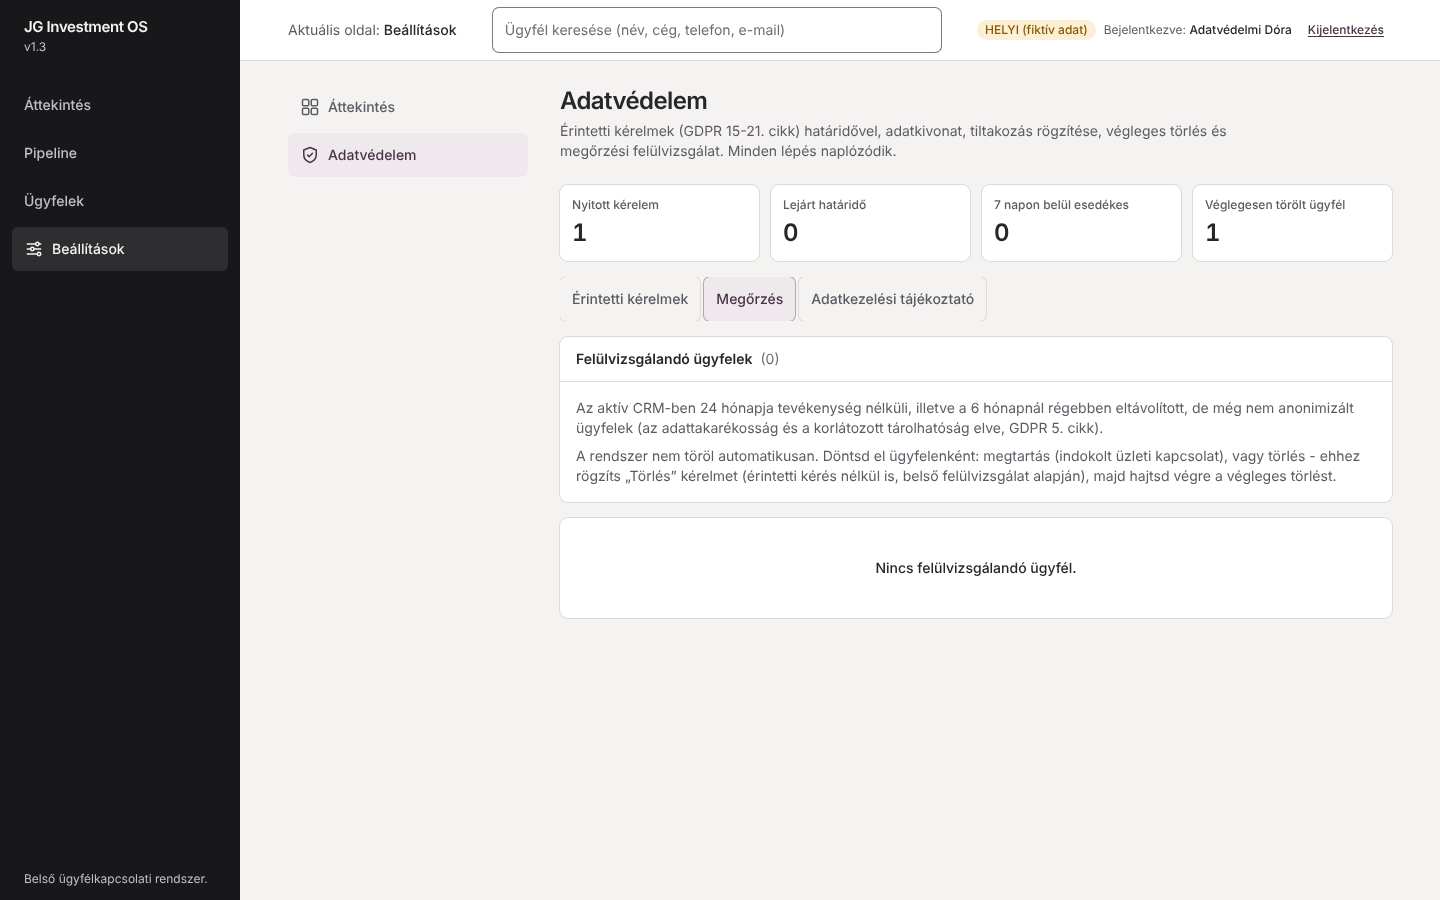 JG Investment OS
v1.3
Áttekintés
Pipeline
Ügyfelek
Beállítások
Belső ügyfélkapcsolati rendszer.
Aktuális oldal: Beállítások
Ügyfél keresése (név, cég, telefon, e-mail)
HELYI (fiktív adat)
Bejelentkezve: Adatvédelmi Dóra
Kijelentkezés
Áttekintés
Adatvédelem
Adatvédelem
Érintetti kérelmek (GDPR 15-21. cikk) határidővel, adatkivonat, tiltakozás rögzítése, végleges törlés és
megőrzési felülvizsgálat. Minden lépés naplózódik.
Nyitott kérelem
1
Lejárt határidő
0
7 napon belül esedékes
0
Véglegesen törölt ügyfél
1
Érintetti kérelmek
Megőrzés
Adatkezelési tájékoztató
Felülvizsgálandó ügyfelek (0)
Az aktív CRM-ben 24 hónapja tevékenység nélküli, illetve a 6 hónapnál régebben eltávolított, de még nem anonimizált
ügyfelek (az adattakarékosság és a korlátozott tárolhatóság elve, GDPR 5. cikk).
A rendszer nem töröl automatikusan. Döntsd el ügyfelenként: megtartás (indokolt üzleti kapcsolat), vagy törlés - ehhez
rögzíts „Törlés” kérelmet (érintetti kérés nélkül is, belső felülvizsgálat alapján), majd hajtsd végre a végleges törlést.
Nincs felülvizsgálandó ügyfél.